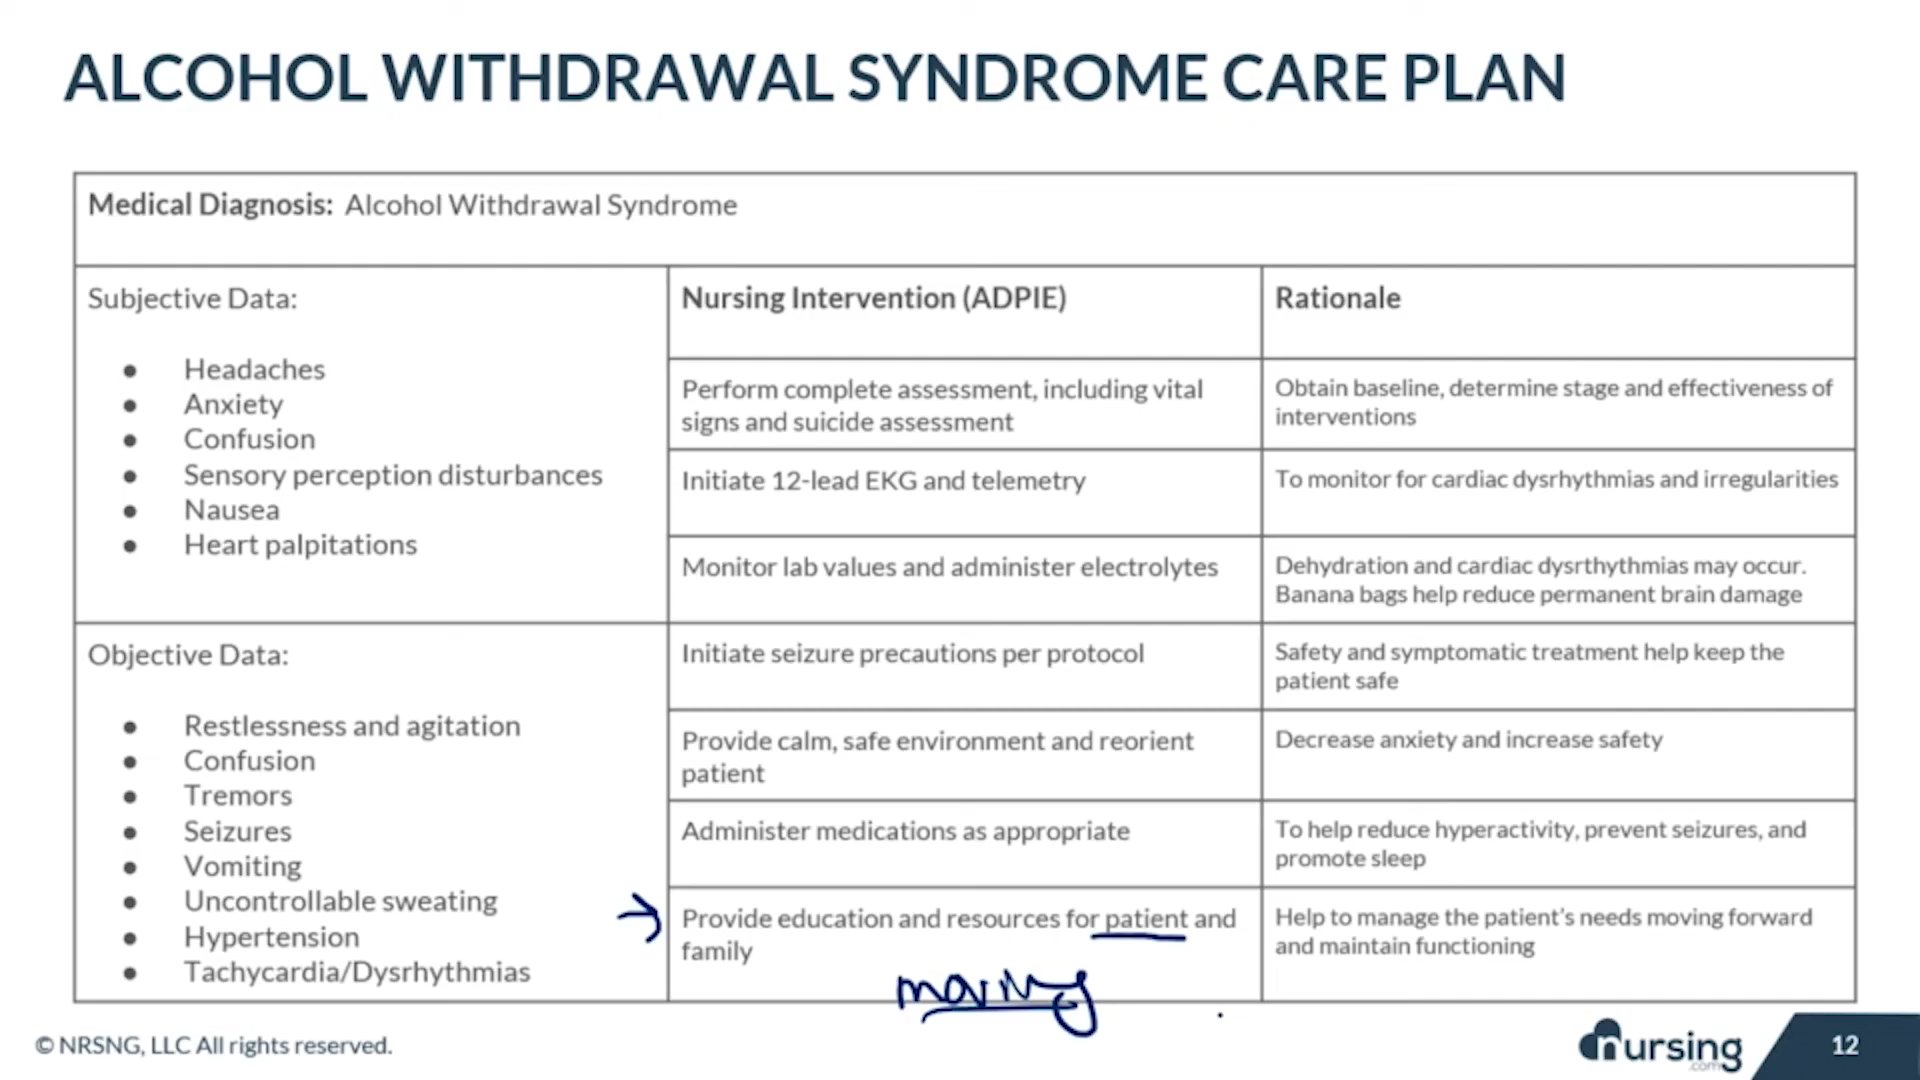 ALCOHOL WITHDRAWAL SYNDROME CARE PLAN
Medical Diagnosis: Alcohol Withdrawal Syndrome
Subjective Data:
● Headaches
● Anxiety
● Confusion
● Sensory perception disturbances
● Nausea
● Heart palpitations
Objective Data:
● Restlessness and agitation
● Confusion
● Tremors
● Seizures
● Vomiting
● Uncontrollable sweating
● Hypertension
● Tachycardia/Dysrhythmias
Nursing Intervention (ADPIE)
Rationale
Perform complete assessment, including vital
signs and suicide assessment
Obtain baseline, determine stage and effectiveness of
interventions
Initiate 12-lead EKG and telemetry
To monitor for cardiac dysrhythmias and irregularities
Monitor lab values and administer electrolytes
Dehydration and cardiac dysrthythmias may occur.
Banana bags help reduce permanent brain damage
Initiate seizure precautions per protocol
Safety and symptomatic treatment help keep the
patient safe
Provide calm, safe environment and reorient
patient
Decrease anxiety and increase safety
Administer medications as appropriate
To help reduce hyperactivity, prevent seizures, and
promote sleep
→ Provide education and resources for patient and
family
Help to manage the patient's needs moving forward
and maintain functioning
© NRSNG, LLC All rights reserved.
nursing
.com
12